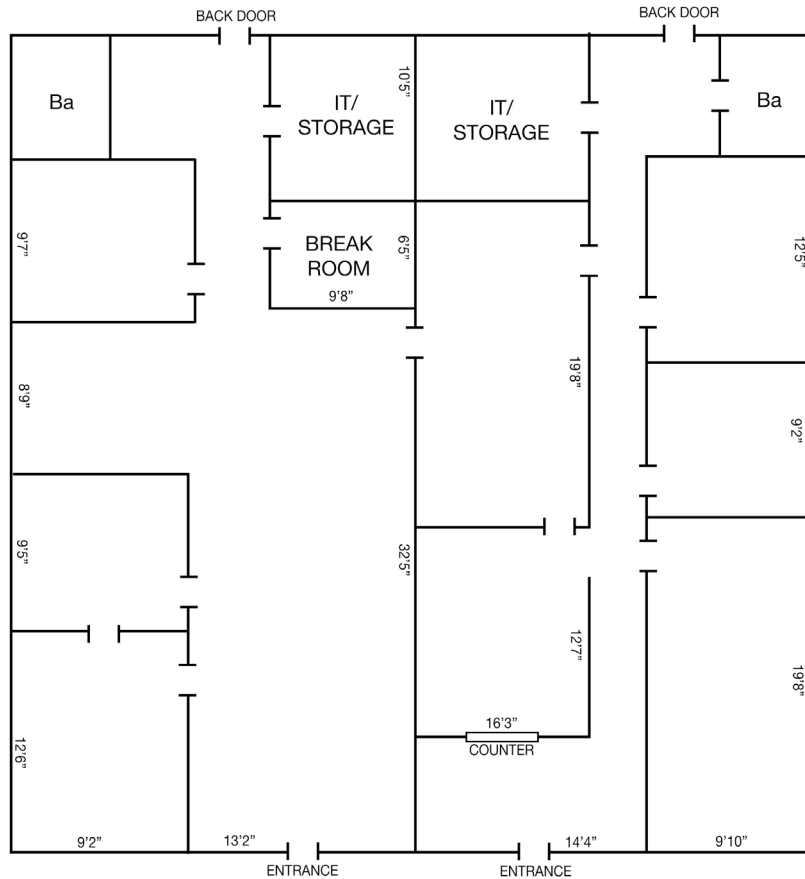 BACK DOOR
BACK DOOR
Ba
IT/
STORAGE
10'5”
IT/
STORAGE
Ba
9'7”
BREAK
ROOM
6'5”
9'8”
12'5”
8'9”
19'8”
9'2”
9'5”
32'5”
12'7”
19'8”
16'3”
COUNTER
12'6”
9'2”
13'2”
14'4”
9'10”
ENTRANCE
ENTRANCE